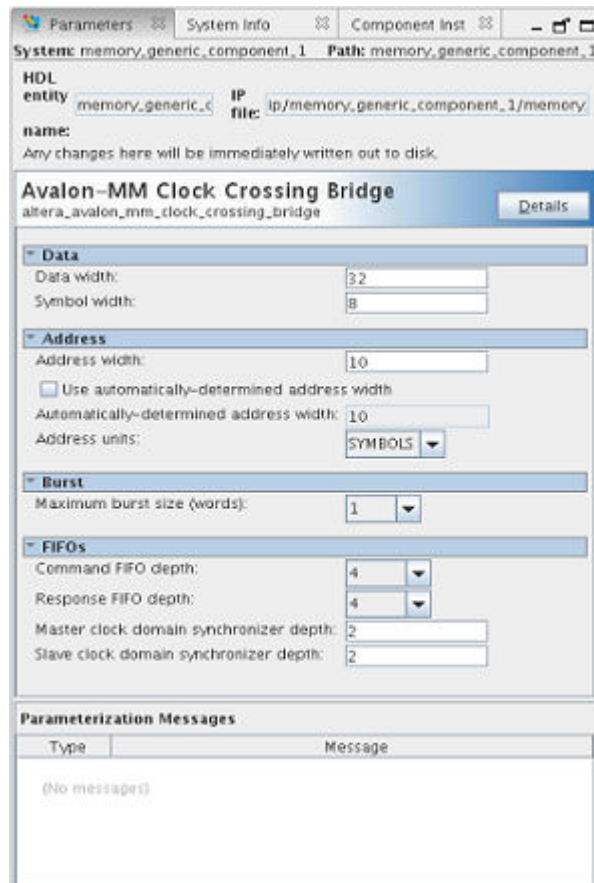 Parameters System Info Component Inst
System: memory_generic_component_1 Path: memory_generic_component_1
HDL
entity memory_generic_c IP
file: ip/memory_generic_component_1/memory
name:
Any changes here will be immediately written out to disk.
Avalon-MM Clock Crossing Bridge
altera_avalon_mm_clock_crossing_bridge
Details
Data
Data width: 32
Symbol width: 8
Address
Address width: 10
Use automatically-determined address width
Automatically-determined address width: 10
Address units: SYMBOLS
Burst
Maximum burst size (words): 1
FIFOs
Command FIFO depth: 4
Response FIFO depth: 4
Master clock domain synchronizer depth: 2
Slave clock domain synchronizer depth: 2
Parameterization Messages
Type Message
(No messages)